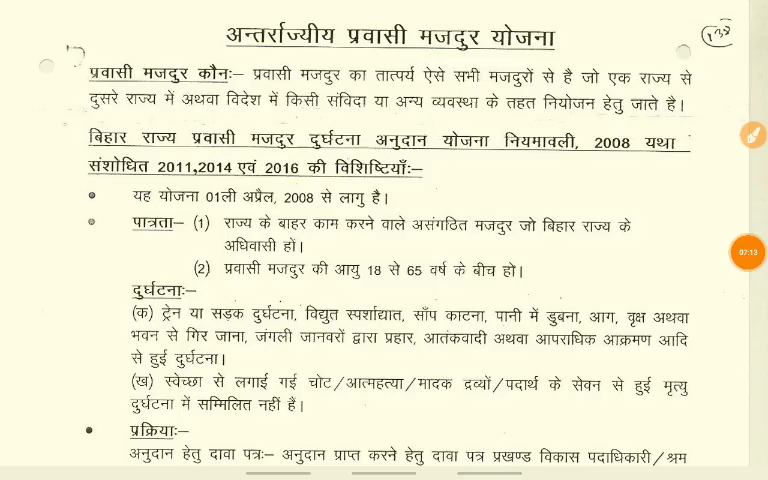 अन्तर्राज्यीय प्रवासी मजदुर योजना
प्रवासी मजदुर कौनः– प्रवासी मजदुर का तात्पर्य ऐसे सभी मजदुरों से है जो एक राज्य से
दुसरे राज्य में अथवा विदेश में किसी संविदा या अन्य व्यवस्था के तहत नियोजन हेतु जाते है।
बिहार राज्य प्रवासी मजदुर दुर्घटना अनुदान योजना नियमावली, 2008 यथा
संशोधित 2011,2014 एवं 2016 की विशिष्टियाँः–
• यह योजना 01ली अप्रैल, 2008 से लागु है।
• पात्रता– (1) राज्य के बाहर काम करने वाले असंगठित मजदुर जो बिहार राज्य के
अधिवासी हों।
(2) प्रवासी मजदुर की आयु 18 से 65 वर्ष के बीच हो।
दुर्घटनाः–
(क) ट्रेन या सड़क दुर्घटना, विद्युत स्पर्शाध्यात, साँप काटना, पानी में डुबना, आग, वृक्ष अथवा
भवन से गिर जाना, जंगली जानवरों द्वारा प्रहार, आतंकवादी अथवा आपराधिक आक्रमण आदि
से हुई दुर्घटना।
(ख) स्वेच्छा से लगाई गई चोट/आत्महत्या/मादक द्रव्यों/पदार्थ के सेवन से हुई मृत्यु
दुर्घटना में सम्मिलित नहीं हैं।
• प्रक्रियाः–
अनुदान हेतु दावा पत्रः– अनुदान प्राप्त करने हेतु दावा पत्र प्रखण्ड विकास पदाधिकारी/श्रम
07:13